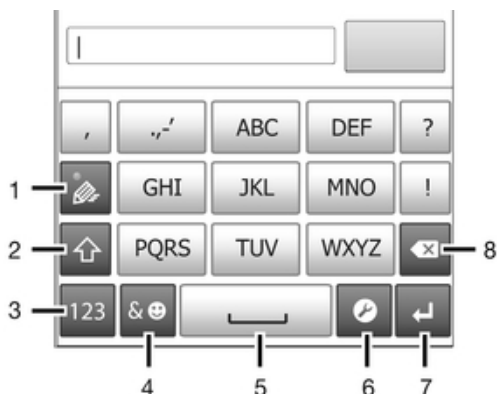 , .,-' ABC DEF ?
1 GHI JKL MNO !
2 PQRS TUV WXYZ 8
3 123 &
4 5 6 7